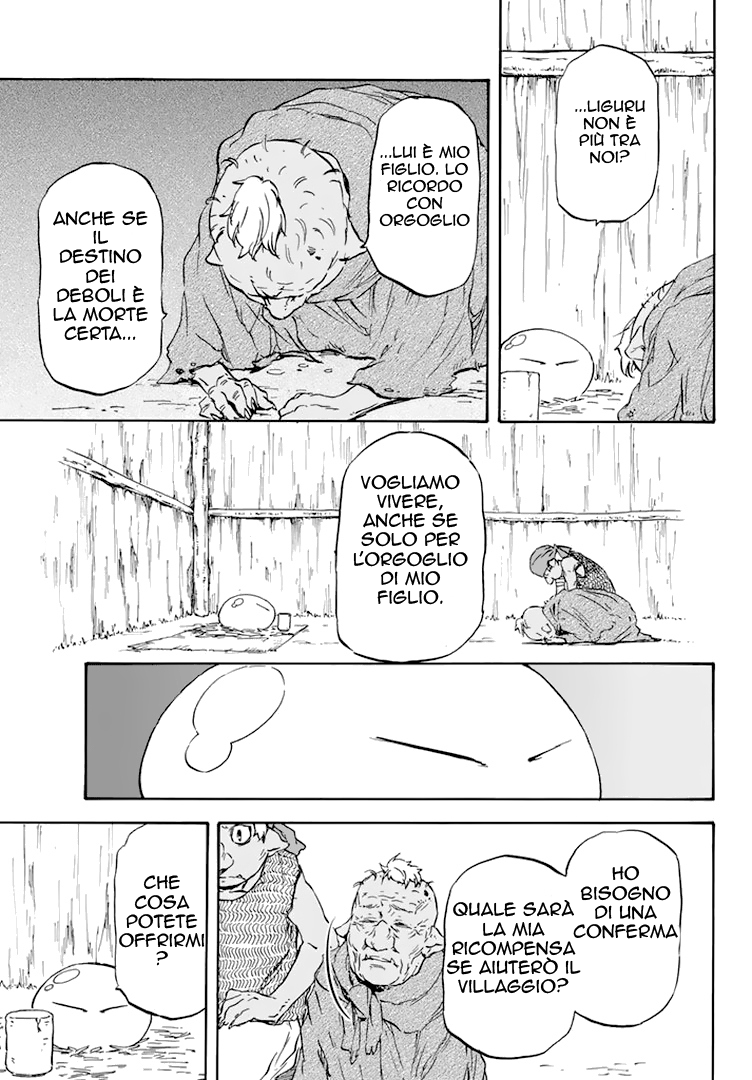 ...LIGURU
NON È
PIÙ TRA
NOI?
...LUI È MIO
FIGLIO. LO
RICORDO
CON
ORGOGLIO
ANCHE SE
IL
DESTINO
DEI
DEBOLI È
LA MORTE
CERTA...
VOGLIAMO
VIVERE,
ANCHE SE
SOLO PER
L'ORGOGLIO
DI MIO
FIGLIO.
HO
BISOGNO
DI UNA
CONFERMA
QUALE SARÀ
LA MIA
RICOMPENSA
SE AIUTERÒ IL
VILLAGGIO?
CHE
COSA
POTETE
OFFRIRMI
?